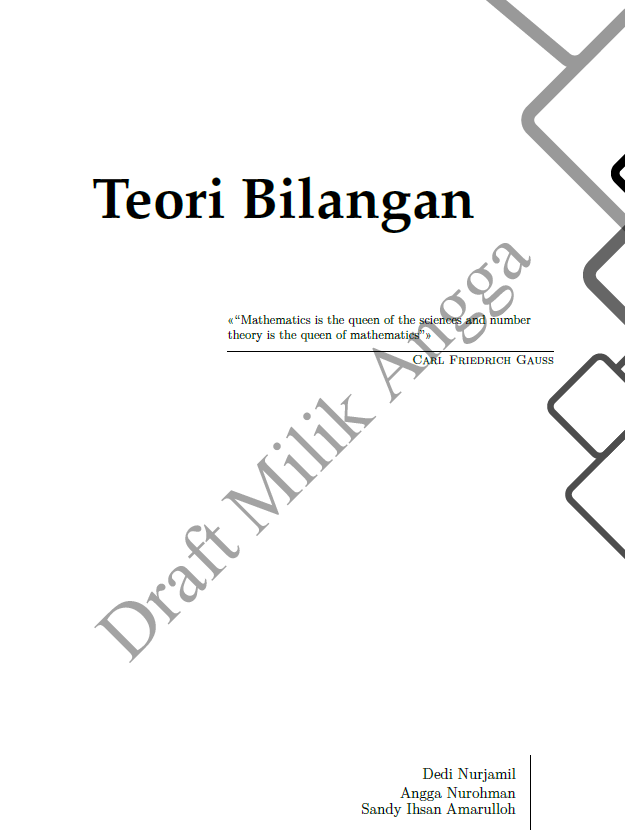 Teori Bilangan
«“Mathematics is the queen of the sciences and number
theory is the queen of mathematics”»
Carl Friedrich Gauss
Draft Milik Angga
Dedi Nurjamil
Angga Nurohman
Sandy Ihsan Amarulloh